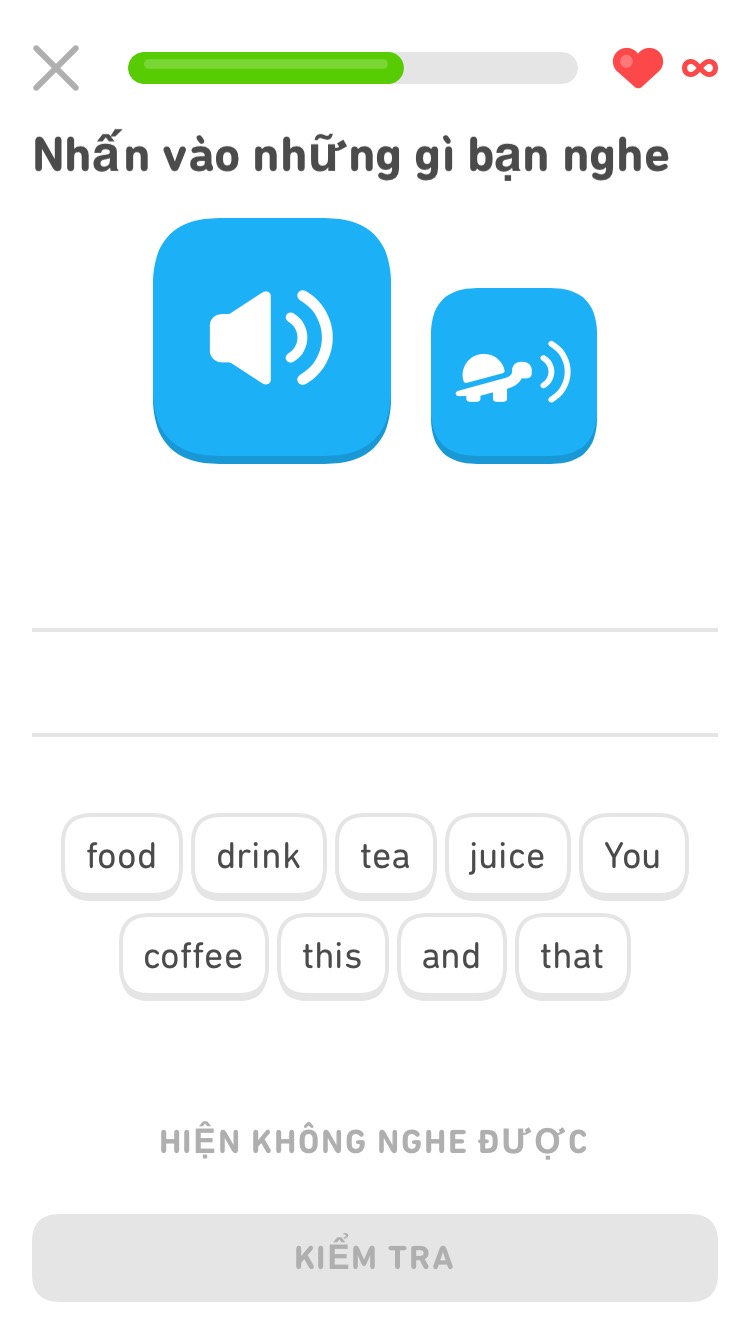 Nhấn vào những gì bạn nghe
food drink tea juice You
coffee this and that
HIỆN KHÔNG NGHE ĐƯỢC
KIỂM TRA